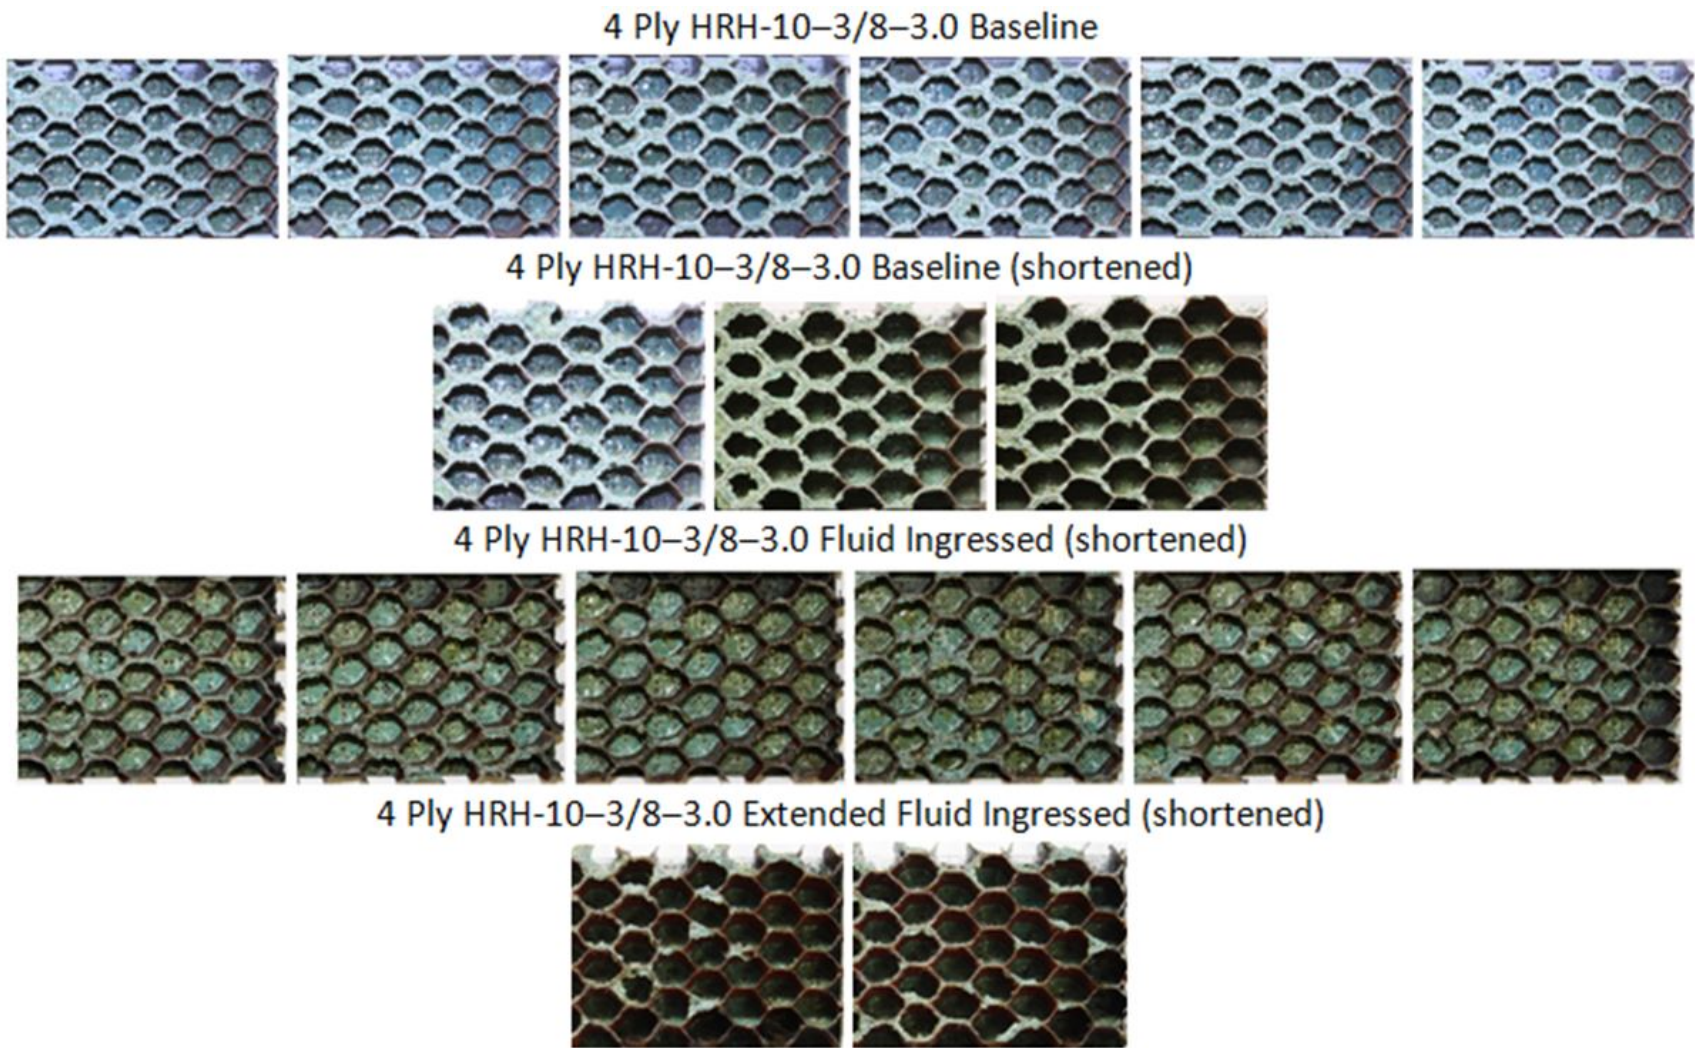 4 Ply HRH-10–3/8–3.0 Baseline
4 Ply HRH-10–3/8–3.0 Baseline (shortened)
4 Ply HRH-10–3/8–3.0 Fluid Ingressed (shortened)
4 Ply HRH-10–3/8–3.0 Extended Fluid Ingressed (shortened)